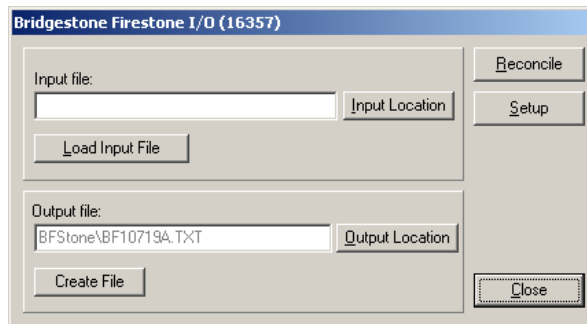 Bridgestone Firestone I/O (16357)
Input file:
Input Location
Load Input File
Output file:
BFStone\BF10719A.TXT
Output Location
Create File
Reconcile
Setup
Close